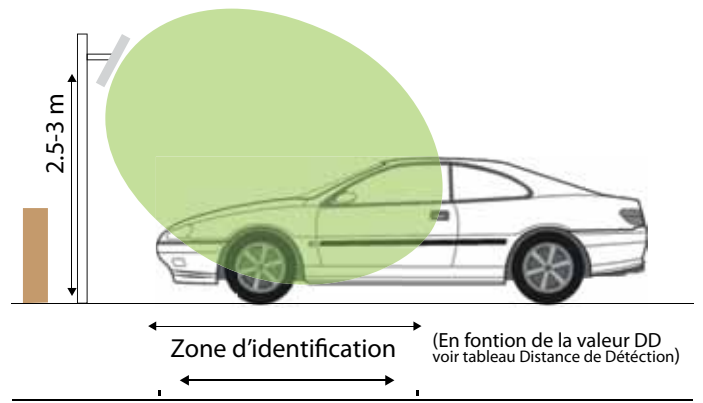 2.5-3 m
Zone d’identification
(En fontion de la valeur DD
voir tableau Distance de Détéction)